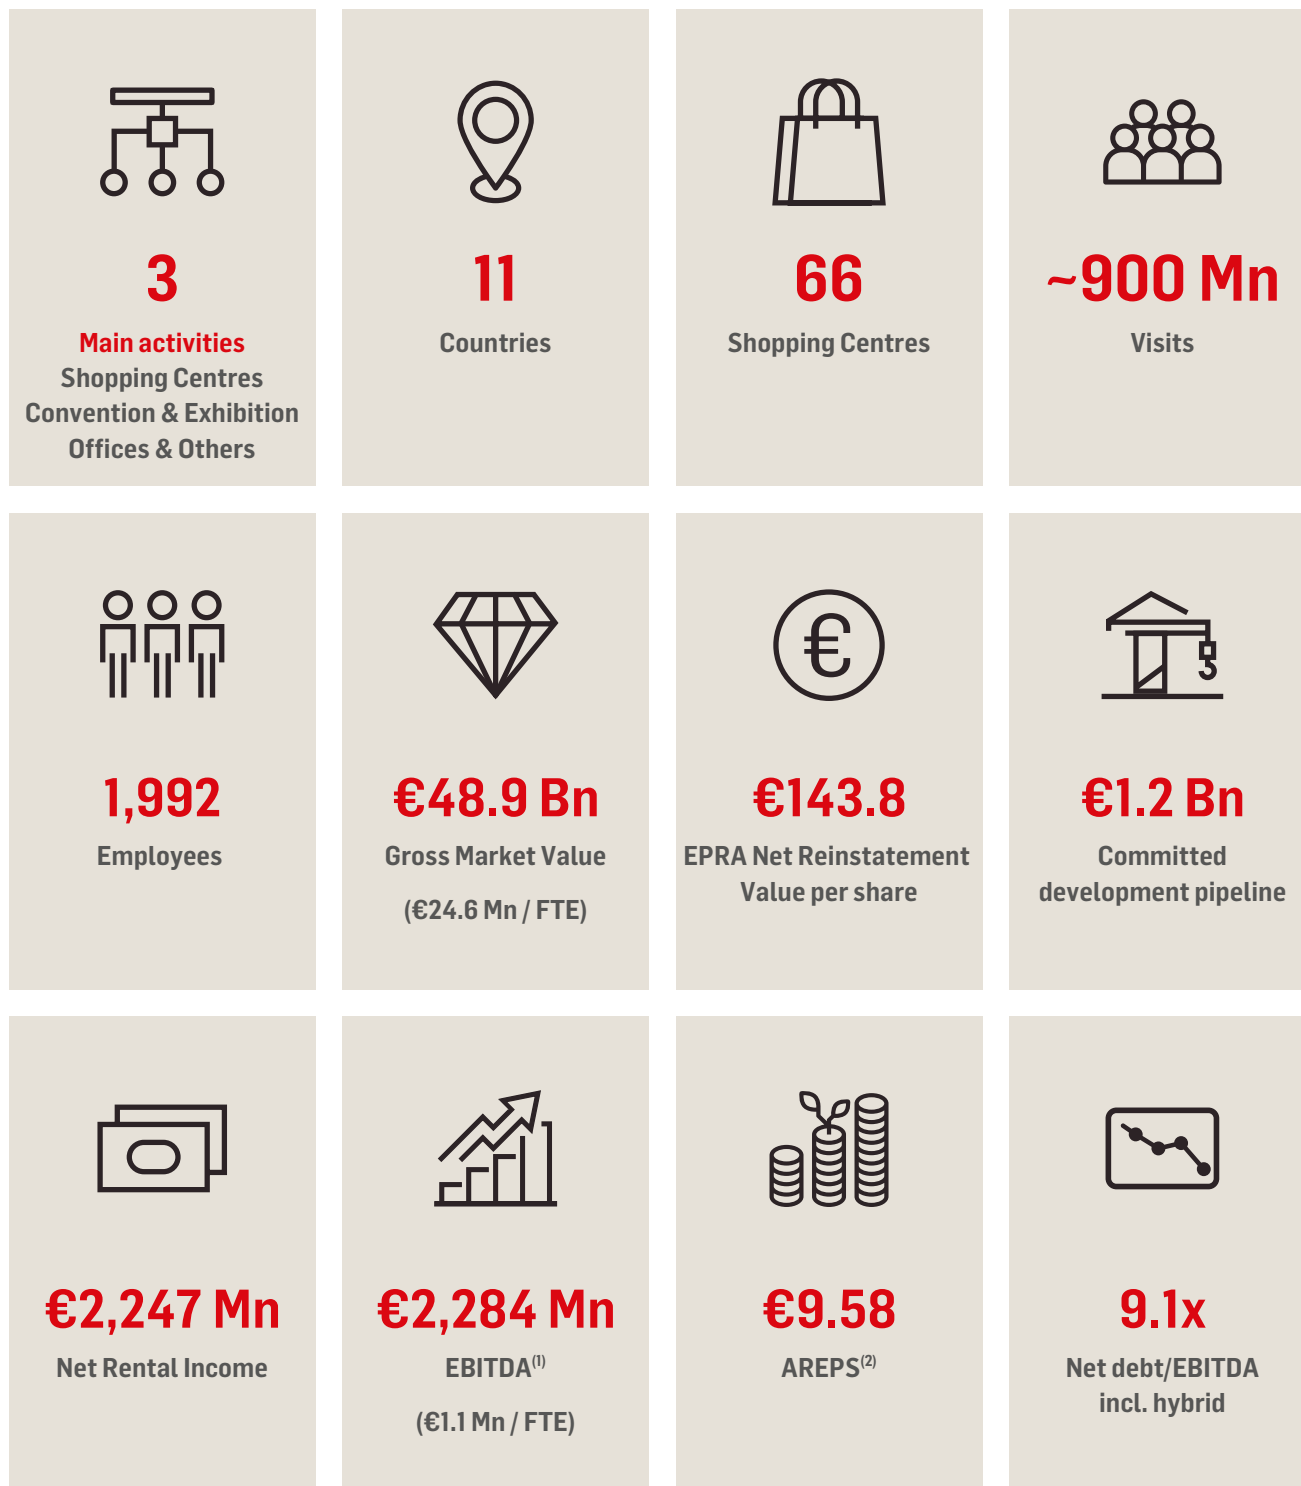 3
Main activities
Shopping Centres
Convention & Exhibition
Offices & Others
11
Countries
66
Shopping Centres
~900 Mn
Visits
1,992
Employees
€48.9 Bn
Gross Market Value
(€24.6 Mn / FTE)
€
€143.8
EPRA Net Reinstatement
Value per share
€1.2 Bn
Committed
development pipeline
€2,247 Mn
Net Rental Income
€2,284 Mn
EBITDA(1)
(€1.1 Mn / FTE)
€9.58
AREPS(2)
9.1x
Net debt/EBITDA
incl. hybrid